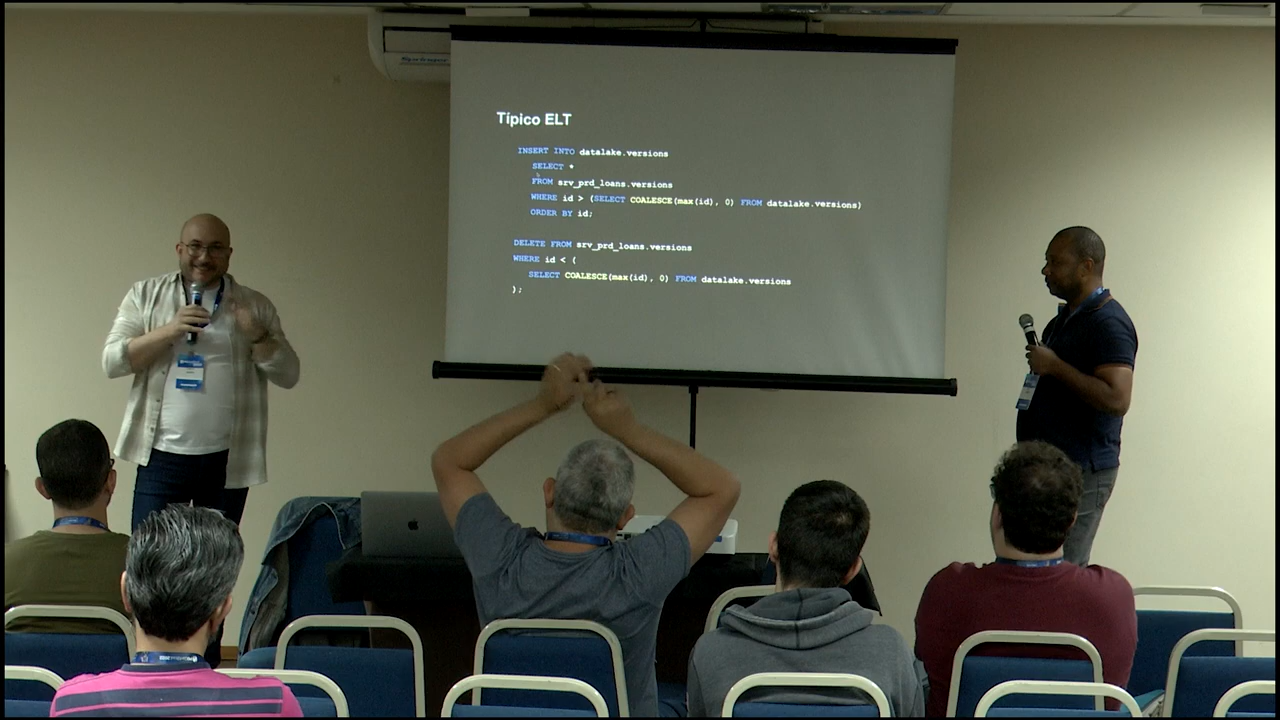 Springer
Típico ELT
INSERT INTO datalake.versions
SELECT *
FROM srv_prd_loans.versions
WHERE id > (SELECT COALESCE(max(id), 0) FROM datalake.versions)
ORDER BY id;
DELETE FROM srv_prd_loans.versions
WHERE id < (
SELECT COALESCE(max(id), 0) FROM datalake.versions
);